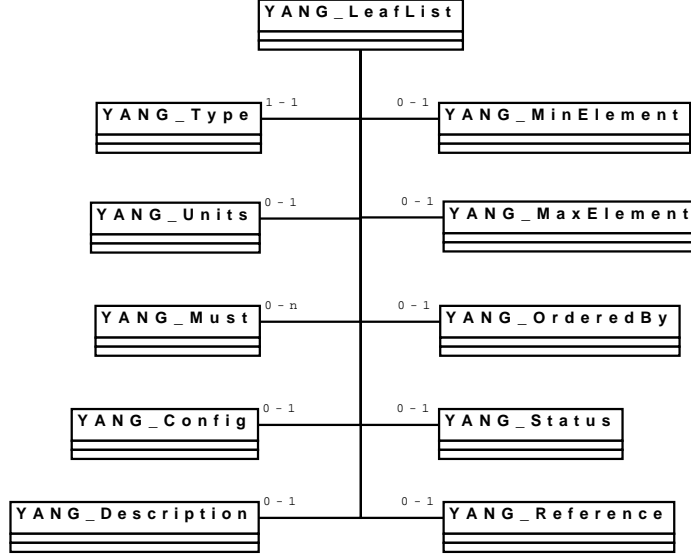 YANG_LeafList
1-1 0-1
YANG_Type YANG_MinElement
0-1 0-1
YANG_Units YANG_MaxElement
0-n 0-1
YANG_Must YANG_OrderedBy
0-1 0-1
YANG_Config YANG_Status
0-1 0-1
YANG_Description YANG_Reference